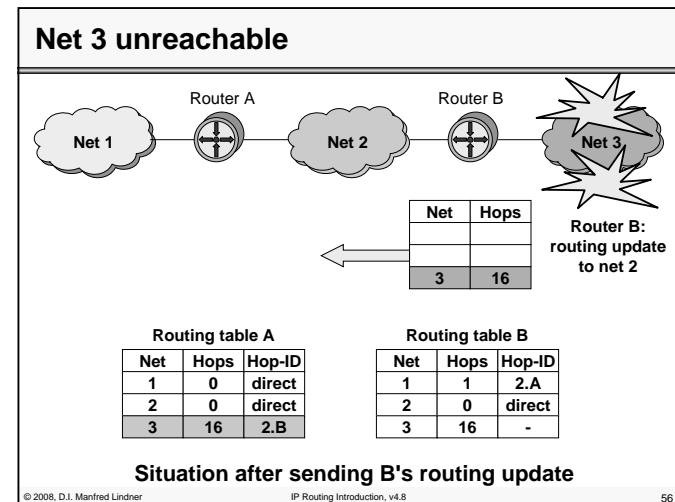 Net 3 unreachable
Router A
Router B
Net 1
Net 2
Net 3
Net Hops
3 16
Router B:
routing update
to net 2
Routing table A
Net Hops Hop-ID
1 0 direct
2 0 direct
3 16 2.B
Routing table B
Net Hops Hop-ID
1 1 2.A
2 0 direct
3 16 -
Situation after sending B's routing update
© 2008, D.I. Manfred Lindner
IP Routing Introduction, v4.8
56